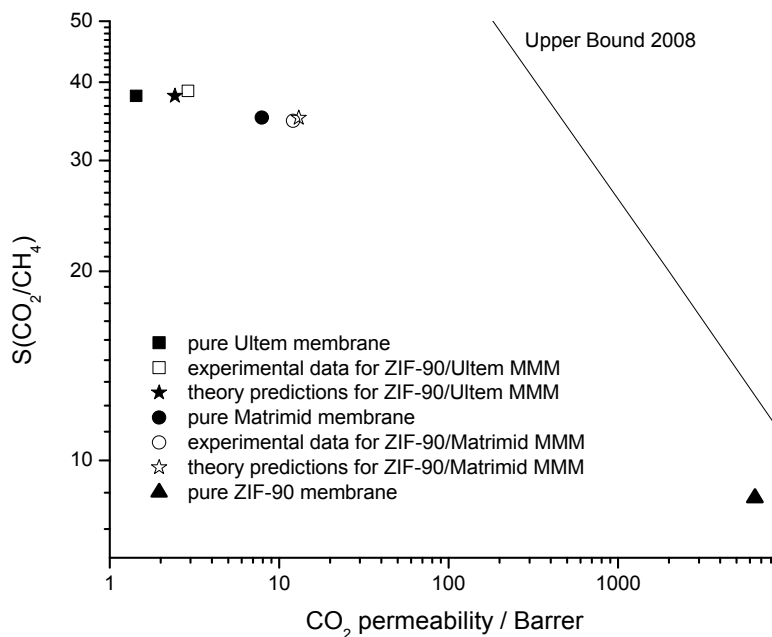 50
Upper Bound 2008
40
30
20
10
S(CO₂/CH₄)
pure Ultem membrane
experimental data for ZIF-90/Ultem MMM
theory predictions for ZIF-90/Ultem MMM
pure Matrimid membrane
experimental data for ZIF-90/Matrimid MMM
theory predictions for ZIF-90/Matrimid MMM
pure ZIF-90 membrane
1 10 100 1000
CO₂ permeability / Barrer